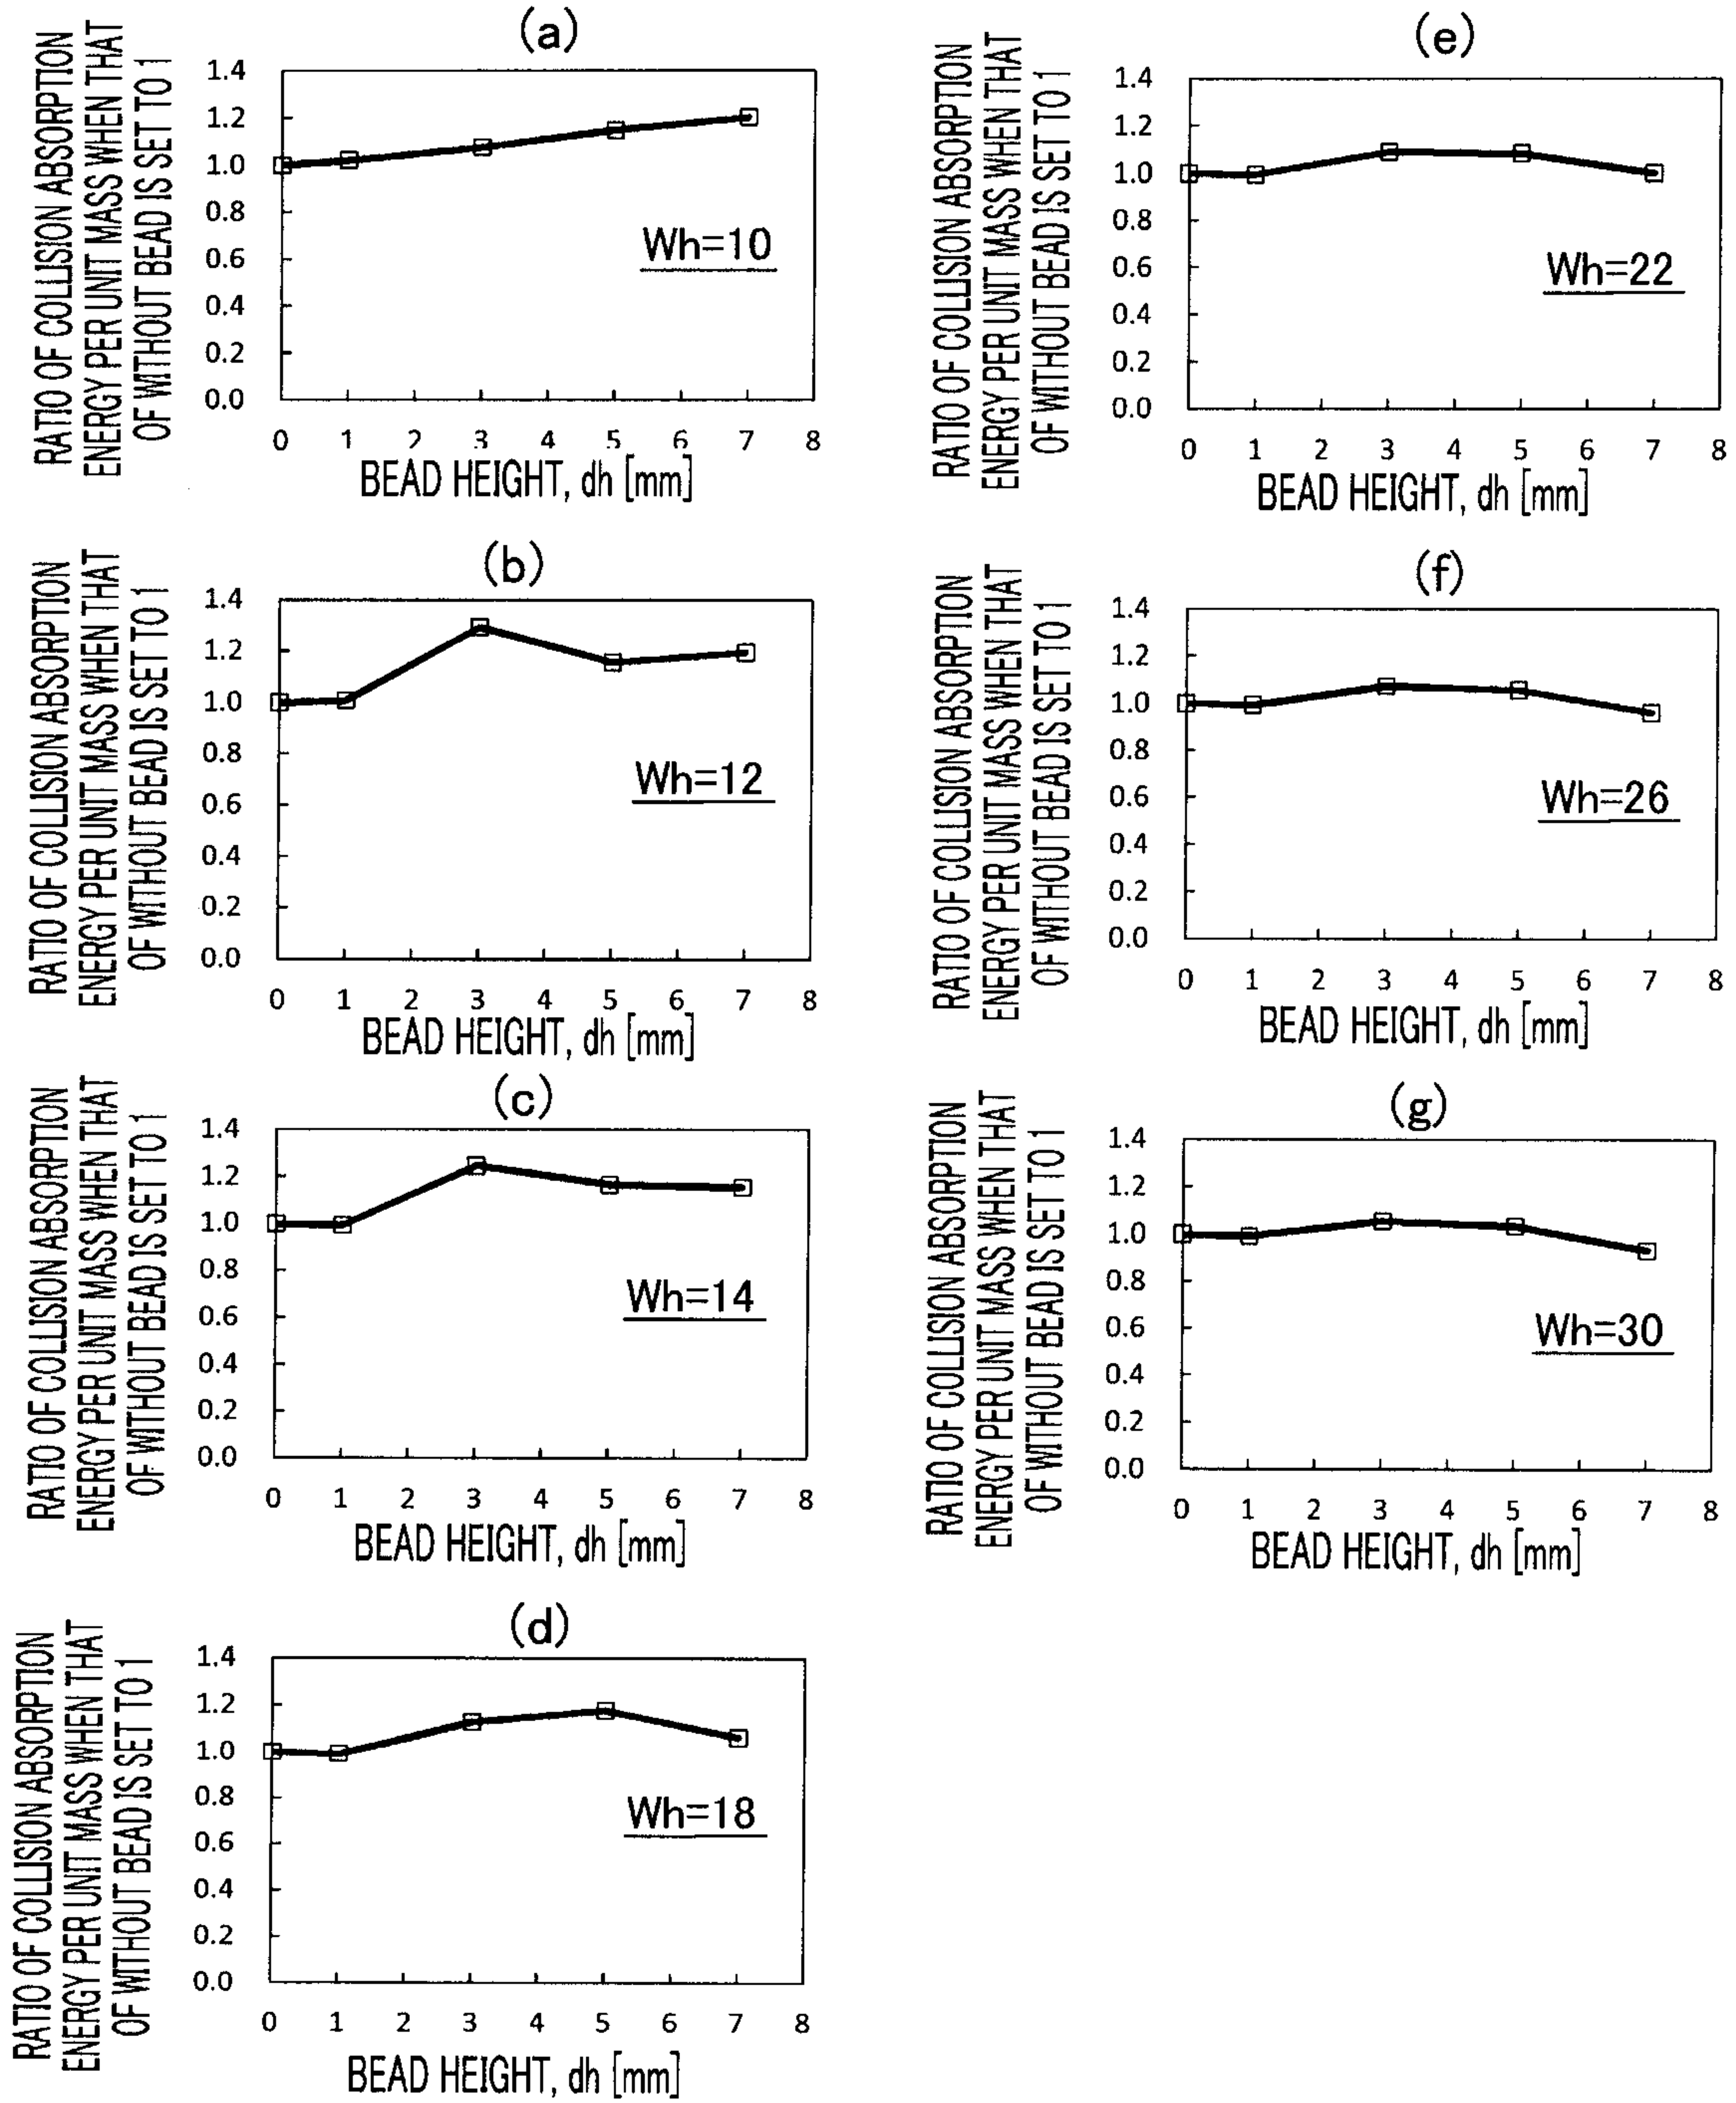 (a)
RATIO OF COLLISION ABSORPTION
ENERGY PER UNIT MASS WHEN THAT
OF WITHOUT BEAD IS SET TO 1
1.4
1.2
1.0
0.8
0.6
0.4
0.2
0.0
Wh=10
0 1 2 3 4 5 6 7 8
BEAD HEIGHT, dh [mm]
(b)
RATIO OF COLLISION ABSORPTION
ENERGY PER UNIT MASS WHEN THAT
OF WITHOUT BEAD IS SET TO 1
1.4
1.2
1.0
0.8
0.6
0.4
0.2
0.0
Wh=12
0 1 2 3 4 5 6 7 8
BEAD HEIGHT, dh [mm]
(c)
RATIO OF COLLISION ABSORPTION
ENERGY PER UNIT MASS WHEN THAT
OF WITHOUT BEAD IS SET TO 1
1.4
1.2
1.0
0.8
0.6
0.4
0.2
0.0
Wh=14
0 1 2 3 4 5 6 7 8
BEAD HEIGHT, dh [mm]
(d)
RATIO OF COLLISION ABSORPTION
ENERGY PER UNIT MASS WHEN THAT
OF WITHOUT BEAD IS SET TO 1
1.4
1.2
1.0
0.8
0.6
0.4
0.2
0.0
Wh=18
0 1 2 3 4 5 6 7 8
BEAD HEIGHT, dh [mm]
(e)
RATIO OF COLLISION ABSORPTION
ENERGY PER UNIT MASS WHEN THAT
OF WITHOUT BEAD IS SET TO 1
1.4
1.2
1.0
0.8
0.6
0.4
0.2
0.0
Wh=22
0 1 2 3 4 5 6 7 8
BEAD HEIGHT, dh [mm]
(f)
RATIO OF COLLISION ABSORPTION
ENERGY PER UNIT MASS WHEN THAT
OF WITHOUT BEAD IS SET TO 1
1.4
1.2
1.0
0.8
0.6
0.4
0.2
0.0
Wh=26
0 1 2 3 4 5 6 7 8
BEAD HEIGHT, dh [mm]
(g)
RATIO OF COLLISION ABSORPTION
ENERGY PER UNIT MASS WHEN THAT
OF WITHOUT BEAD IS SET TO 1
1.4
1.2
1.0
0.8
0.6
0.4
0.2
0.0
Wh=30
0 1 2 3 4 5 6 7 8
BEAD HEIGHT, dh [mm]